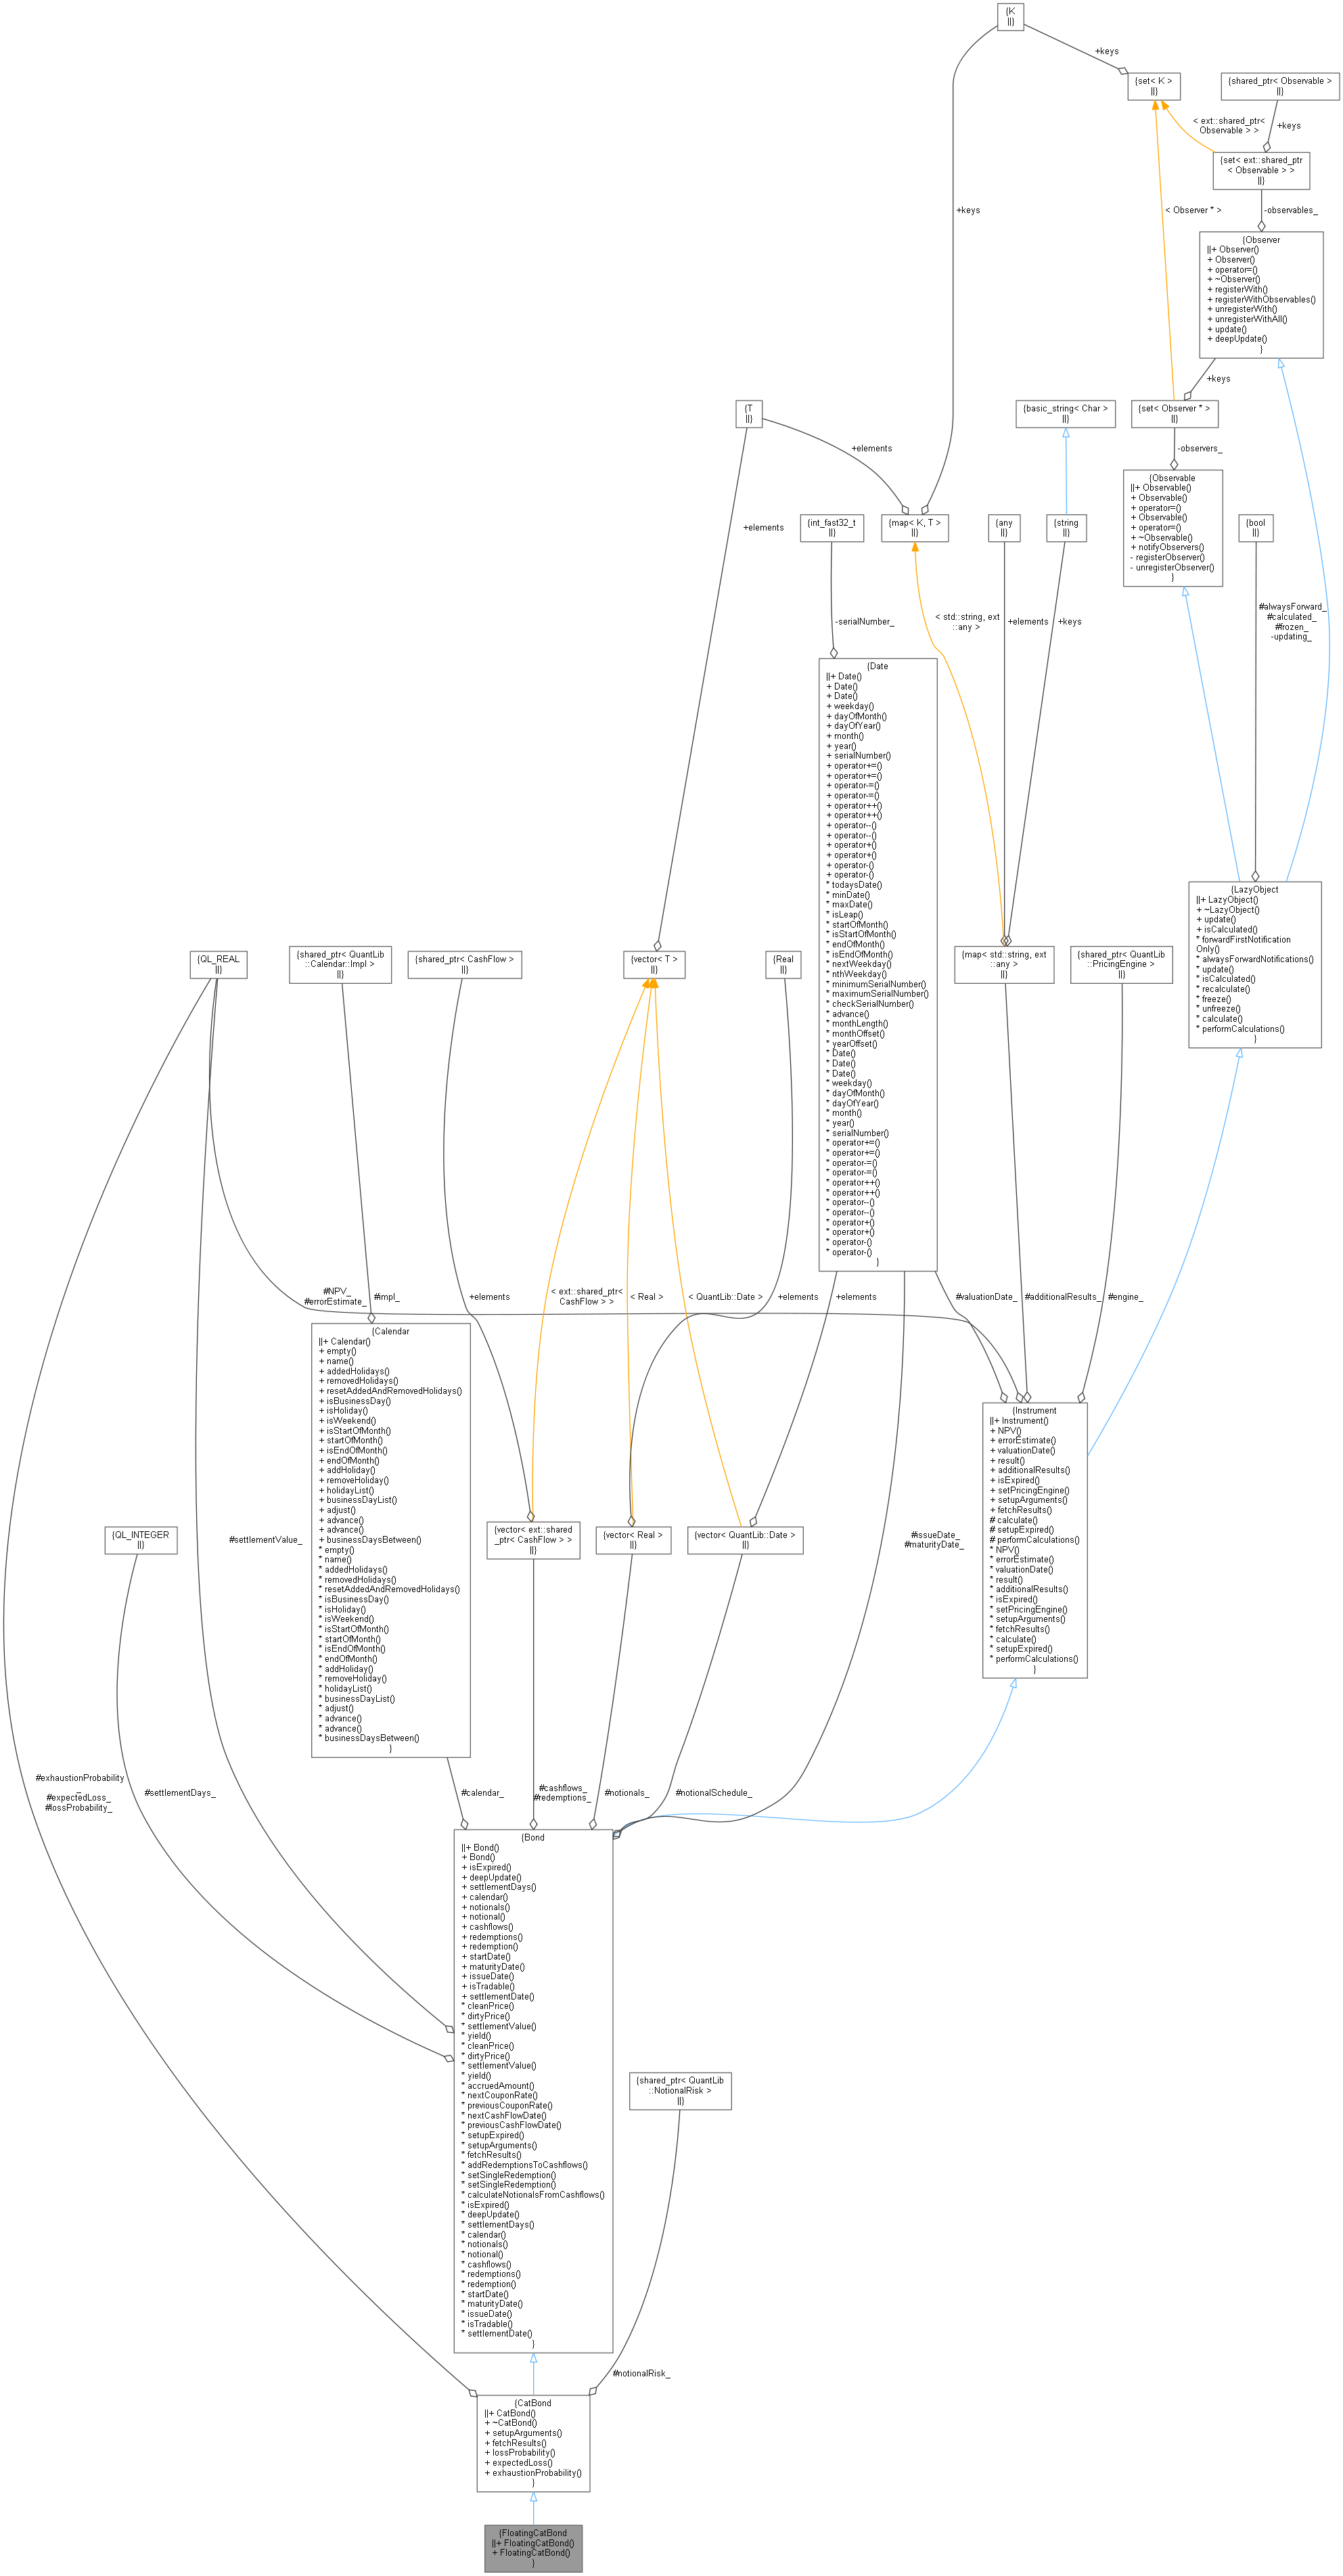 {K
||}
+keys
{set< K >
||}
{shared_ptr< Observable >
||}
< ext::shared_ptr<
Observable > >
+keys
{set< ext::shared_ptr
< Observable > >
||}
+keys
< Observer * >
-observables_
{Observer
||+ Observer()
+ Observer()
+ operator=()
+ ~Observer()
+ registerWith()
+ registerWithObservables()
+ unregisterWith()
+ unregisterWithAll()
+ update()
+ deepUpdate()
}
+keys
{T
||}
{basic_string< Char >
||}
{set< Observer * >
||}
+elements
-observers_
{Observable
||+ Observable()
+ Observable()
+ operator=()
+ Observable()
+ operator=()
+ ~Observable()
+ notifyObservers()
- registerObserver()
- unregisterObserver()
}
+elements
{int_fast32_t
||}
{map< K, T >
||}
{any
||}
{string
||}
{bool
||}
-serialNumber_
< std::string, ext
::any >
+elements
+keys
#alwaysForward_
#calculated_
#frozen_
-updating_
{Date
||+ Date()
+ Date()
+ Date()
+ weekday()
+ dayOfMonth()
+ dayOfYear()
+ month()
+ year()
+ serialNumber()
+ operator+=()
+ operator+=()
+ operator-=()
+ operator-=()
+ operator++()
+ operator++()
+ operator--()
+ operator--()
+ operator+()
+ operator+()
+ operator-()
+ operator-()
* todaysDate()
* minDate()
* maxDate()
* isLeap()
* startOfMonth()
* isStartOfMonth()
* endOfMonth()
* isEndOfMonth()
* nextWeekday()
* nthWeekday()
* minimumSerialNumber()
* maximumSerialNumber()
* checkSerialNumber()
* advance()
* monthLength()
* monthOffset()
* yearOffset()
* Date()
* Date()
* Date()
* weekday()
* dayOfMonth()
* dayOfYear()
* month()
* year()
* serialNumber()
* operator+=()
* operator+=()
* operator-=()
* operator-=()
* operator++()
* operator++()
* operator--()
* operator--()
* operator+()
* operator+()
* operator-()
* operator-()
}
{LazyObject
||+ LazyObject()
+ ~LazyObject()
+ update()
+ isCalculated()
* forwardFirstNotification
Only()
* alwaysForwardNotifications()
* update()
* isCalculated()
* recalculate()
* freeze()
* unfreeze()
* calculate()
* performCalculations()
}
{QL_REAL
||}
{shared_ptr< QuantLib
::Calendar::Impl >
||}
{shared_ptr< CashFlow >
||}
{vector< T >
||}
{Real
||}
{map< std::string, ext
::any >
||}
{shared_ptr< QuantLib
::PricingEngine >
||}
#NPV_
#errorEstimate_
#impl_
+elements
< ext::shared_ptr<
CashFlow > >
< Real >
< QuantLib::Date >
+elements
+elements
#valuationDate_
#additionalResults_
#engine_
{Calendar
||+ Calendar()
+ empty()
+ name()
+ addedHolidays()
+ removedHolidays()
+ resetAddedAndRemovedHolidays()
+ isBusinessDay()
+ isHoliday()
+ isWeekend()
+ isStartOfMonth()
+ startOfMonth()
+ isEndOfMonth()
+ endOfMonth()
+ addHoliday()
+ removeHoliday()
+ holidayList()
+ businessDayList()
+ adjust()
+ advance()
+ advance()
+ businessDaysBetween()
* empty()
* name()
* addedHolidays()
* removedHolidays()
* resetAddedAndRemovedHolidays()
* isBusinessDay()
* isHoliday()
* isWeekend()
* isStartOfMonth()
* startOfMonth()
* isEndOfMonth()
* endOfMonth()
* addHoliday()
* removeHoliday()
* holidayList()
* businessDayList()
* adjust()
* advance()
* advance()
* businessDaysBetween()
}
{Instrument
||+ Instrument()
+ NPV()
+ errorEstimate()
+ valuationDate()
+ result()
+ additionalResults()
+ isExpired()
+ setPricingEngine()
+ setupArguments()
+ fetchResults()
# calculate()
# setupExpired()
# performCalculations()
* NPV()
* errorEstimate()
* valuationDate()
* result()
* additionalResults()
* isExpired()
* setPricingEngine()
* setupArguments()
* fetchResults()
* calculate()
* setupExpired()
* performCalculations()
}
{QL_INTEGER
||}
#settlementValue_
{vector< ext::shared
_ptr< CashFlow > >
||}
{vector< Real >
||}
{vector< QuantLib::Date >
||}
#issueDate_
#maturityDate_
#exhaustionProbability
_
#expectedLoss_
#lossProbability_
#settlementDays_
#calendar_
#cashflows_
#redemptions_
#notionals_
#notionalSchedule_
{Bond
||+ Bond()
+ Bond()
+ isExpired()
+ deepUpdate()
+ settlementDays()
+ calendar()
+ notionals()
+ notional()
+ cashflows()
+ redemptions()
+ redemption()
+ startDate()
+ maturityDate()
+ issueDate()
+ isTradable()
+ settlementDate()
* cleanPrice()
* dirtyPrice()
* settlementValue()
* yield()
* cleanPrice()
* dirtyPrice()
* settlementValue()
* yield()
* accruedAmount()
* nextCouponRate()
* previousCouponRate()
* nextCashFlowDate()
* previousCashFlowDate()
* setupExpired()
* setupArguments()
* fetchResults()
* addRedemptionsToCashflows()
* setSingleRedemption()
* setSingleRedemption()
* calculateNotionalsFromCashflows()
* isExpired()
* deepUpdate()
* settlementDays()
* calendar()
* notionals()
* notional()
* cashflows()
* redemptions()
* redemption()
* startDate()
* maturityDate()
* issueDate()
* isTradable()
* settlementDate()
}
{shared_ptr< QuantLib
::NotionalRisk >
||}
#notionalRisk_
{CatBond
||+ CatBond()
+ ~CatBond()
+ setupArguments()
+ fetchResults()
+ lossProbability()
+ expectedLoss()
+ exhaustionProbability()
}
{FloatingCatBond
||+ FloatingCatBond()
+ FloatingCatBond()
}